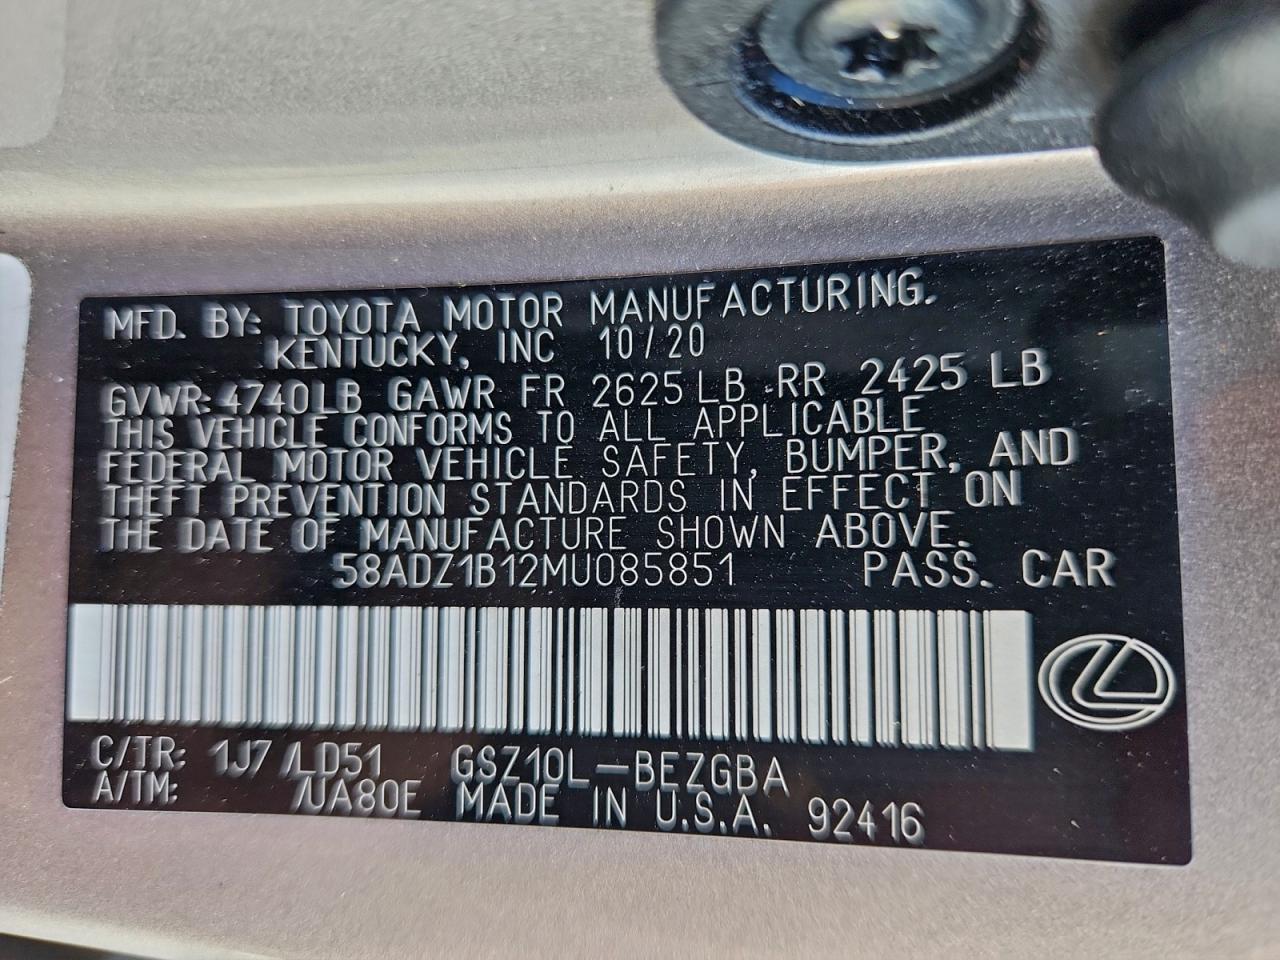 MFD. BY: TOYOTA MOTOR MANUFACTURING.
KENTUCKY, INC 10/20
GVWR: 4740LB GAWR FR 2625 LB RR 2425 LB
THIS VEHICLE CONFORMS TO ALL APPLICABLE
FEDERAL MOTOR VEHICLE SAFETY, BUMPER, AND
THEFT PREVENTION STANDARDS IN EFFECT ON
THE DATE OF MANUFACTURE SHOWN ABOVE.
58ADZ1B12MU085851 PASS. CAR
C/TR: 1J7 /LD51 GSZ10L-BEZGBA
A/TM: /UA80E MADE IN U.S.A. 92416